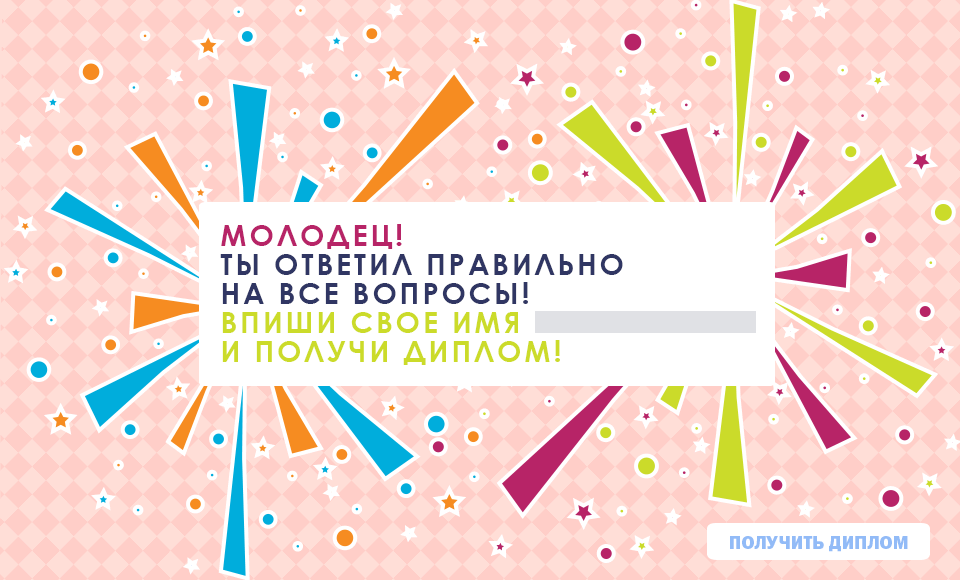 МОЛОДЕЦ!
ТЫ ОТВЕТИЛ ПРАВИЛЬНО
НА ВСЕ ВОПРОСЫ!
ВПИШИ СВОЕ ИМЯ
И ПОЛУЧИ ДИПЛОМ!
ПОЛУЧИТЬ ДИПЛОМ